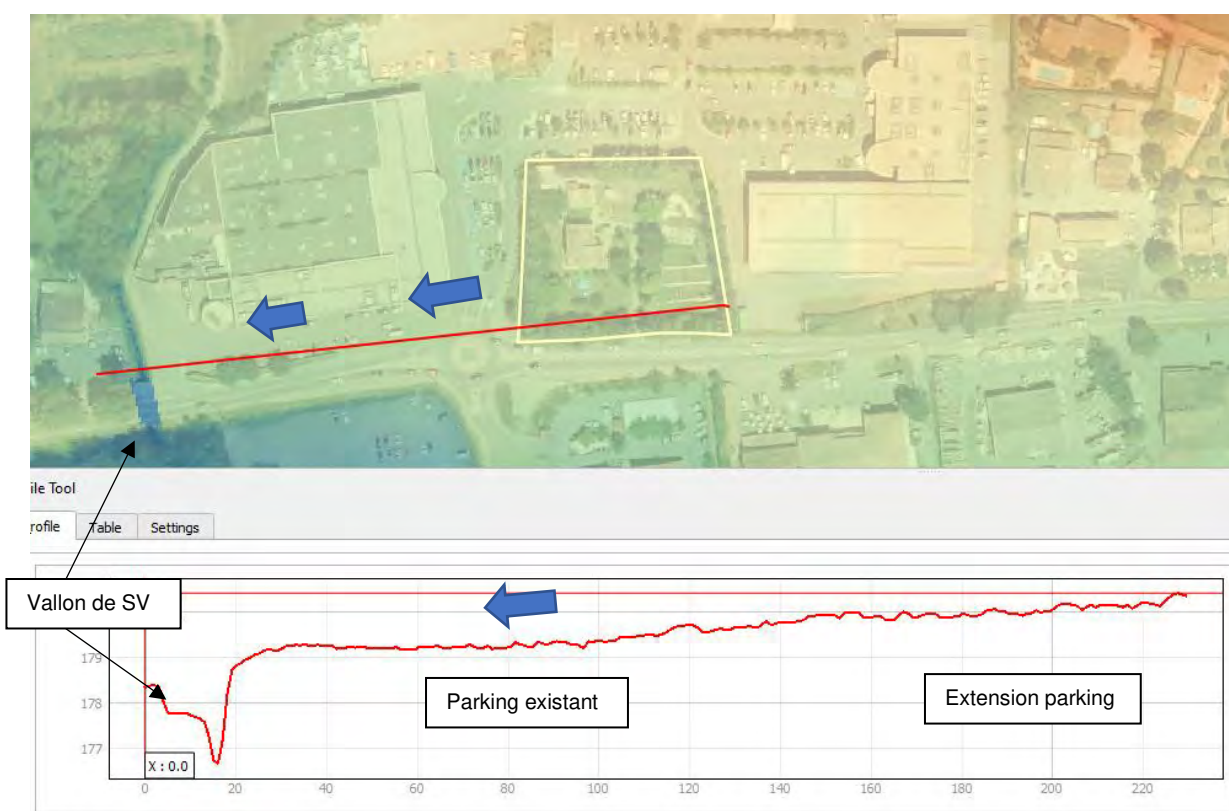 ile Tool
rofile
Table
Settings
Vallon de SV
179
178
177
Parking existant
Extension parking
X : 0.0
0
20
40
60
80
100
120
140
160
180
200
220